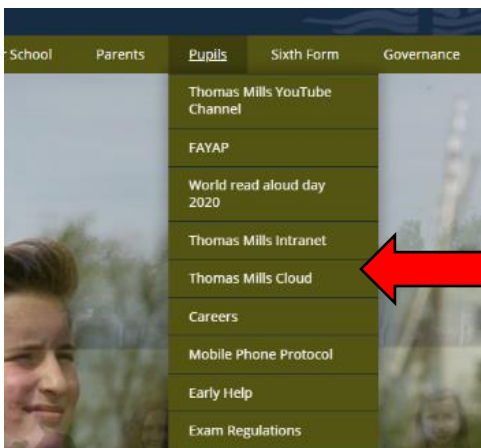 School Parents Pupils Sixth Form Governance
Thomas Mills YouTube
Channel
FAYAP
World read aloud day
2020
Thomas Mills Intranet
Thomas Mills Cloud
Careers
Mobile Phone Protocol
Early Help
Exam Regulations